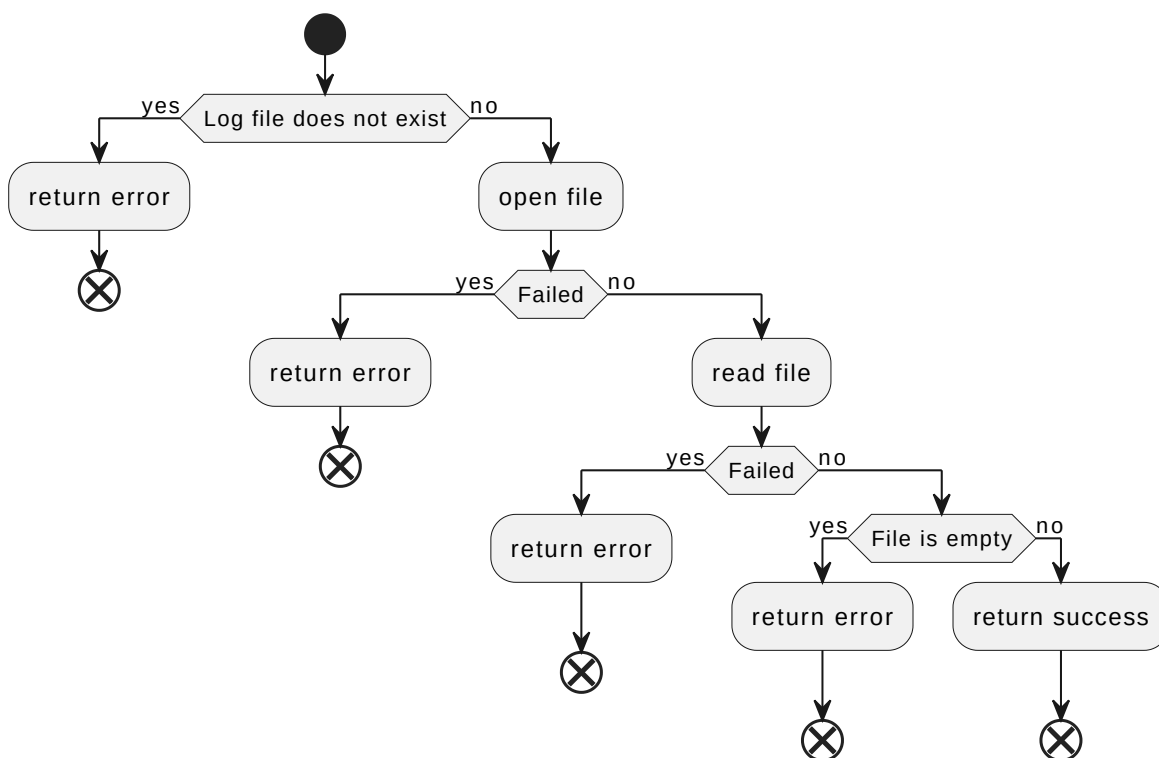 yes
Log file does not exist
no
return error
open file
yes
Failed
no
return error
read file
yes
Failed
no
return error
yes
File is empty
no
return error
return success